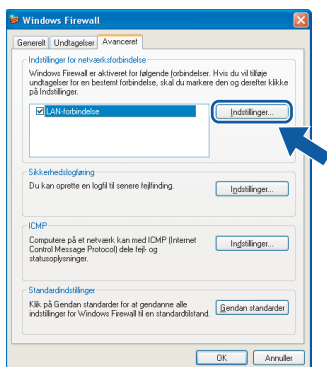 Windows Firewall
Generelt Undtagelser Avanceret
Indstillinger for netværksforbindelse
Windows Firewall er aktiveret for følgende forbindelser. Hvis du vil tilføje
undtagelser for en bestemt forbindelse, skal du markere den og derefter klikke
på Indstillinger.
LAN-forbindelse
Indstillinger...
Sikkerhedslogføring
Du kan oprette en logfil til senere fejlfinding.
Indstillinger...
ICMP
Computere på et netværk kan med ICMP (Internet
Control Message Protocol) dele fejl- og
statusoplysninger.
Indstillinger...
Standardindstillinger
Klik på Gendan standarder for at gendanne alle
indstillinger for Windows Firewall til en standardtilstand.
Gendan standarder
OK Annuller